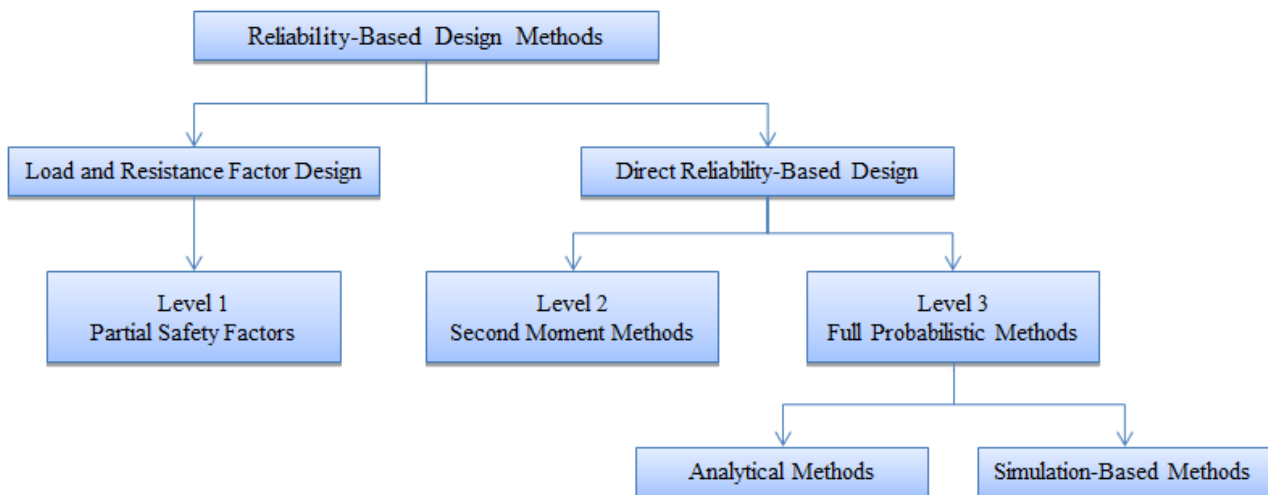 Reliability-Based Design Methods
Load and Resistance Factor Design
Direct Reliability-Based Design
Level 1
Partial Safety Factors
Level 2
Second Moment Methods
Level 3
Full Probabilistic Methods
Analytical Methods
Simulation-Based Methods